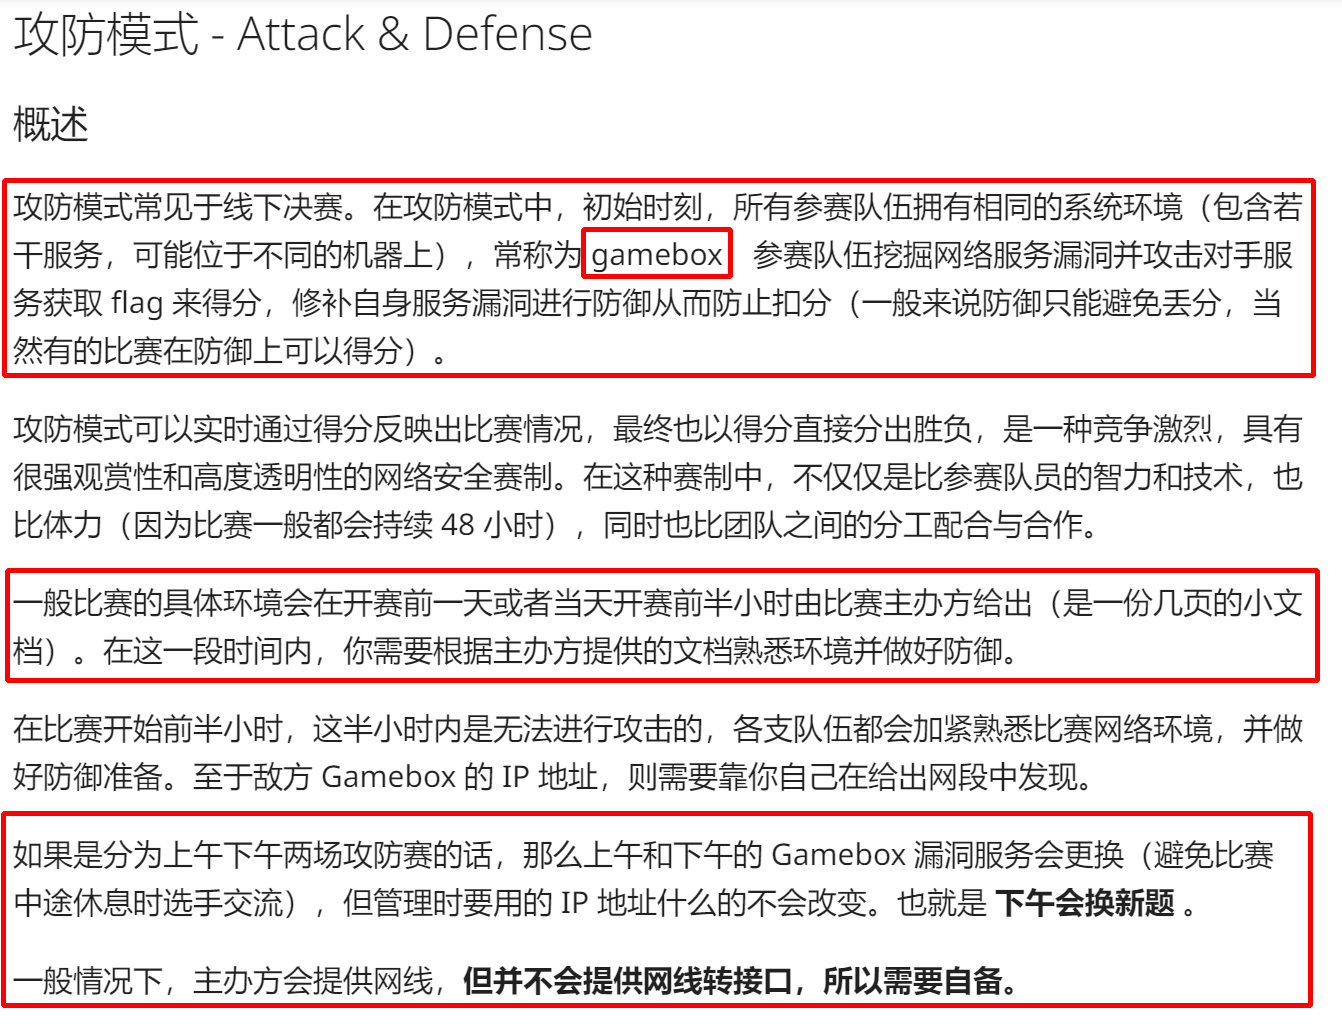 攻防模式 - Attack & Defense
概述
攻防模式常见于线下决赛。在攻防模式中，初始时刻，所有参赛队伍拥有相同的系统环境（包含若
干服务，可能位于不同的机器上），常称为 gamebox 参赛队伍挖掘网络服务漏洞并攻击对手服
务获取 flag 来得分，修补自身服务漏洞进行防御从而防止扣分（一般来说防御只能避免丢分，当
然有的比赛在防御上可以得分）。
攻防模式可以实时通过得分反映出比赛情况，最终也以得分直接分出胜负，是一种竞争激烈，具有
很强观赏性和高度透明性的网络安全赛制。在这种赛制中，不仅仅是比参赛队员的智力和技术，也
比体力（因为比赛一般都会持续 48 小时），同时也比团队之间的分工配合与合作。
一般比赛的具体环境会在开赛前一天或者当天开赛前半小时由比赛主办方给出（是一份几页的小文
档）。在这一段时间内，你需要根据主办方提供的文档熟悉环境并做好防御。
在比赛开始前半小时，这半小时内是无法进行攻击的，各支队伍都会加紧熟悉比赛网络环境，并做
好防御准备。至于敌方 Gamebox 的 IP 地址，则需要靠你自己在给出网段中发现。
如果是分为上午下午两场攻防赛的话，那么上午和下午的 Gamebox 漏洞服务会更换（避免比赛
中途休息时选手交流），但管理时要用的 IP 地址什么的不会改变。也就是 下午会换新题 。
一般情况下，主办方会提供网线，但并不会提供网线转接口，所以需要自备。